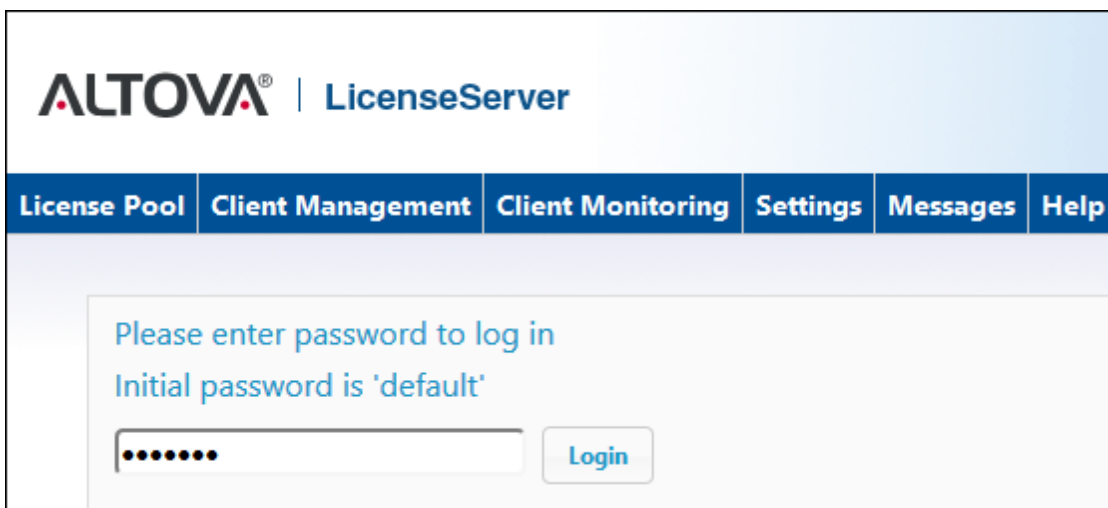 ALTOVA® | LicenseServer
License Pool Client Management Client Monitoring Settings Messages Help
Please enter password to log in
Initial password is 'default'
••••••• Login